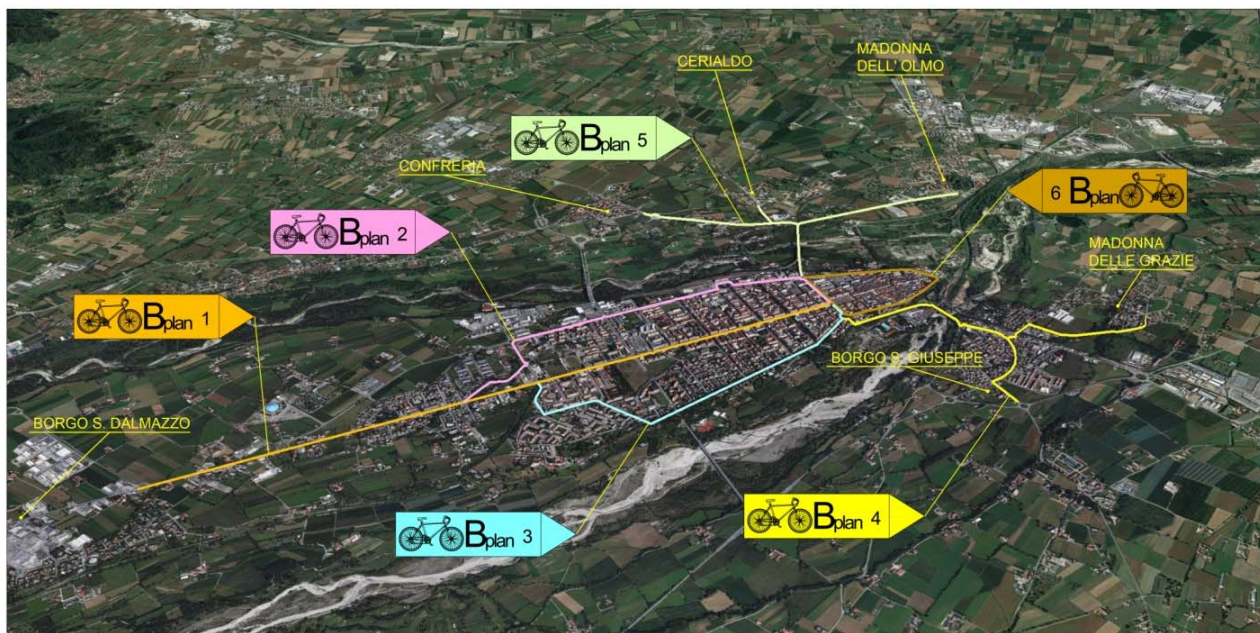 MADONNA
DELL' OLMO
CERIALDO
Bplan 5
CONFRERIA
6 Bplan
Bplan 2
MADONNA
DELLE GRAZIE
Bplan 1
BORGO S. GIUSEPPE
BORGO S. DALMAZZO
Bplan 4
Bplan 3